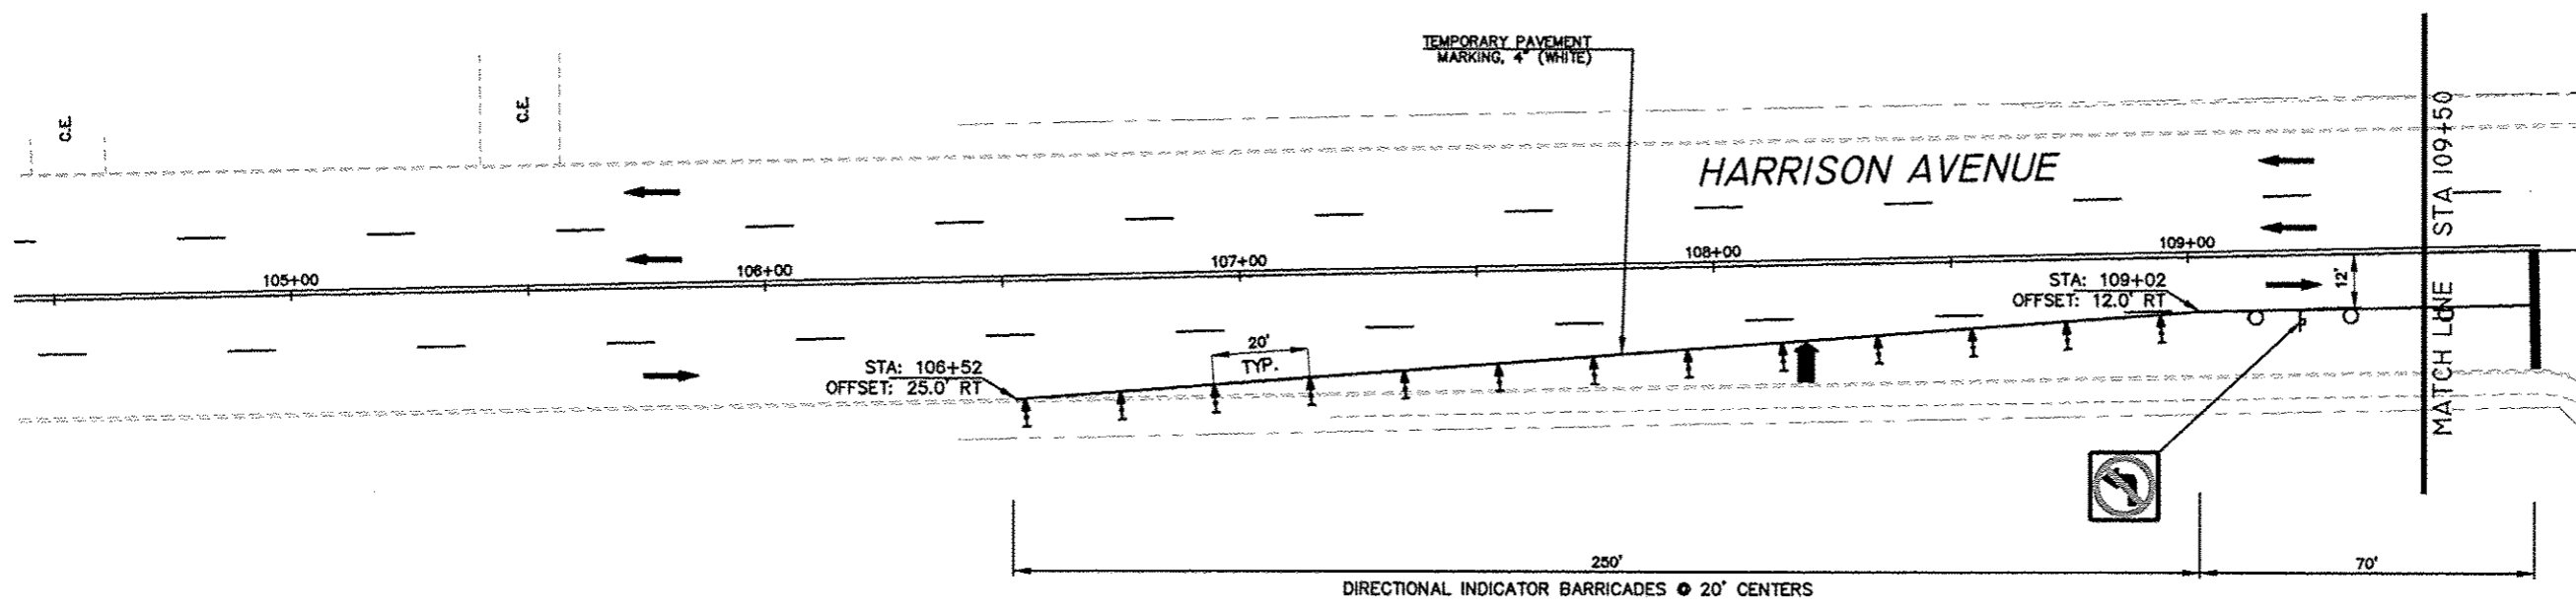 TEMPORARY PAVEMENT
MARKING, 4" (WHITE)
C.E.
C.E.
HARRISON AVENUE
MATCH LINE STA 109+50
105+00
106+00
107+00
108+00
109+00
STA: 109+02
OFFSET: 12.0' RT
12'
20'
TYP.
STA: 106+52
OFFSET: 25.0' RT
250'
70'
DIRECTIONAL INDICATOR BARRICADES @ 20' CENTERS